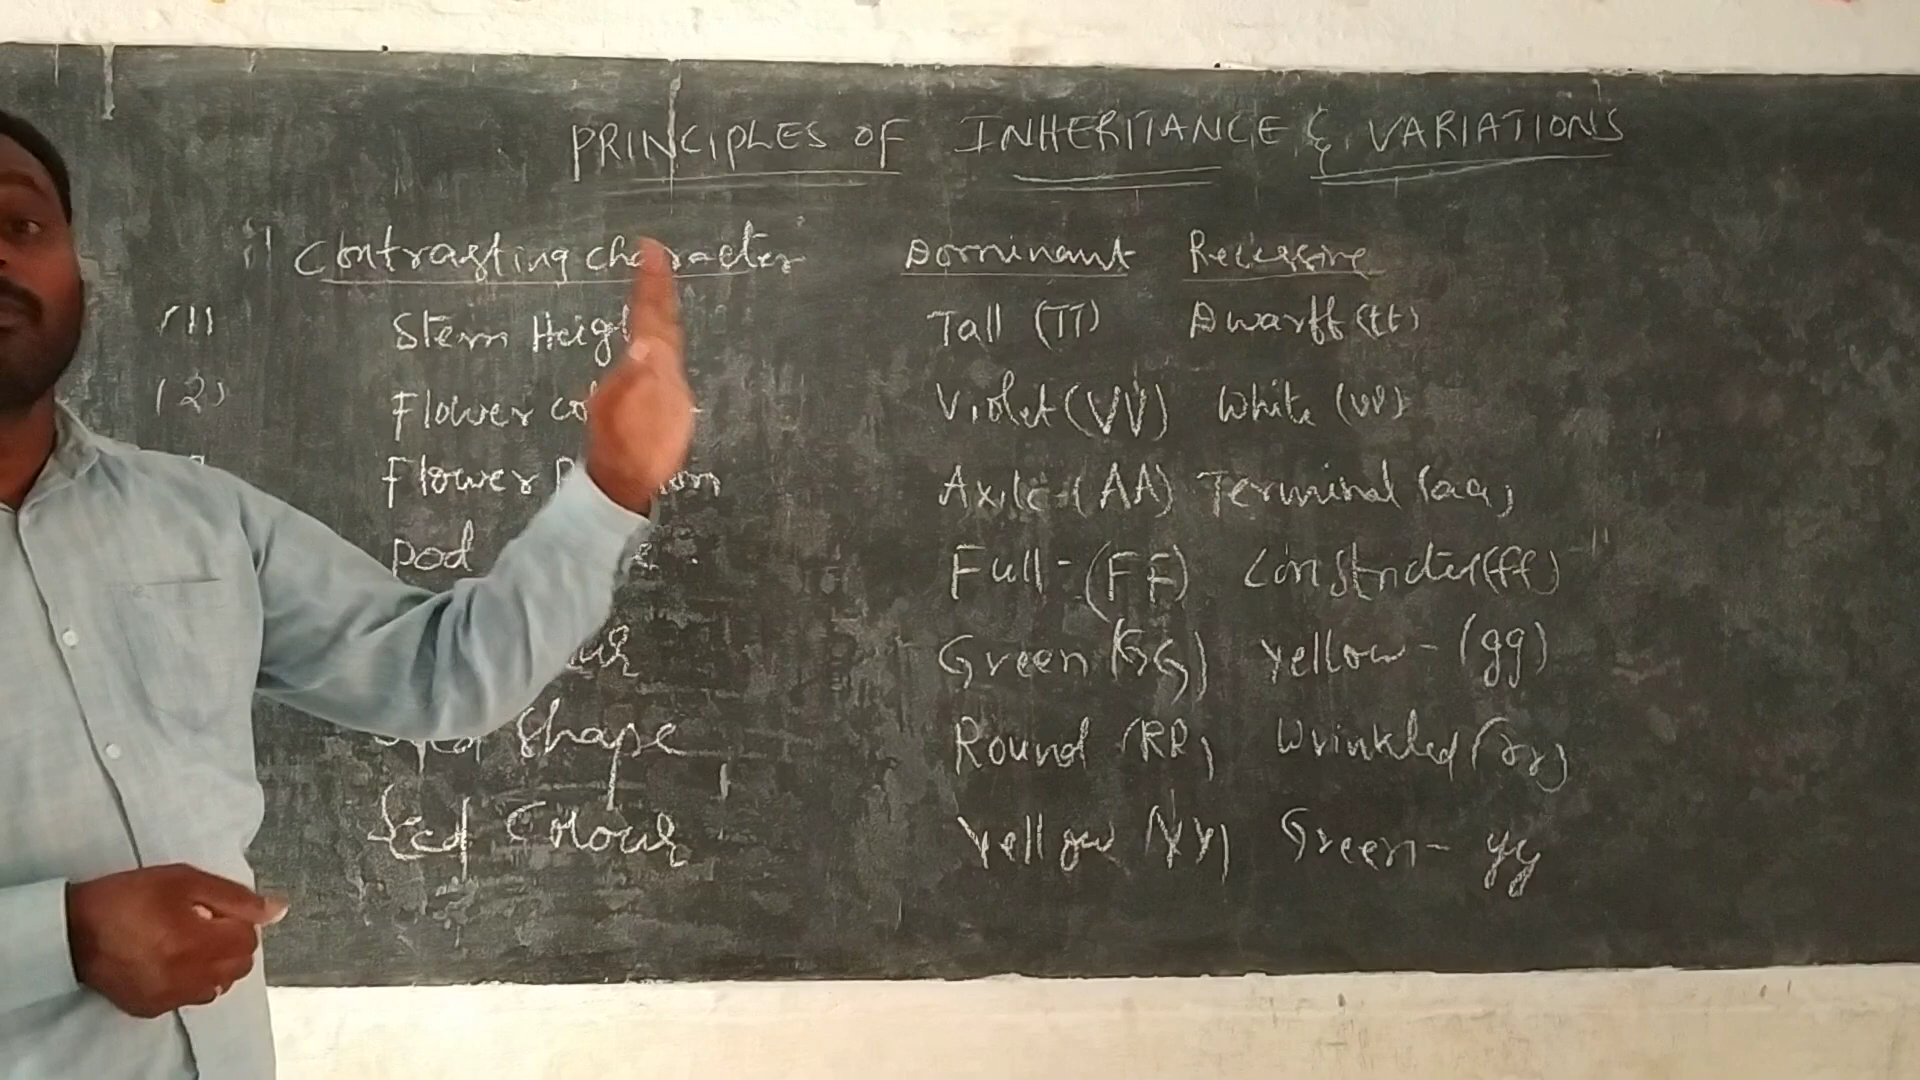 PRINCIPLES OF INHERITANCE & VARIATIONS
Contrasting character Dominant Recessive
(1) Stem Tall (TT) Dwarff (tt)
(2) Flower Violet (VV) White (vv)
Flower Axile (AA) Terminal (aa)
Pod Full - (FF) Constricted (ff)
Green (GG) Yellow - (gg)
Shape Round (RR) Wrinkled (rr)
Seed Colour Yellow (YY) Green - yy